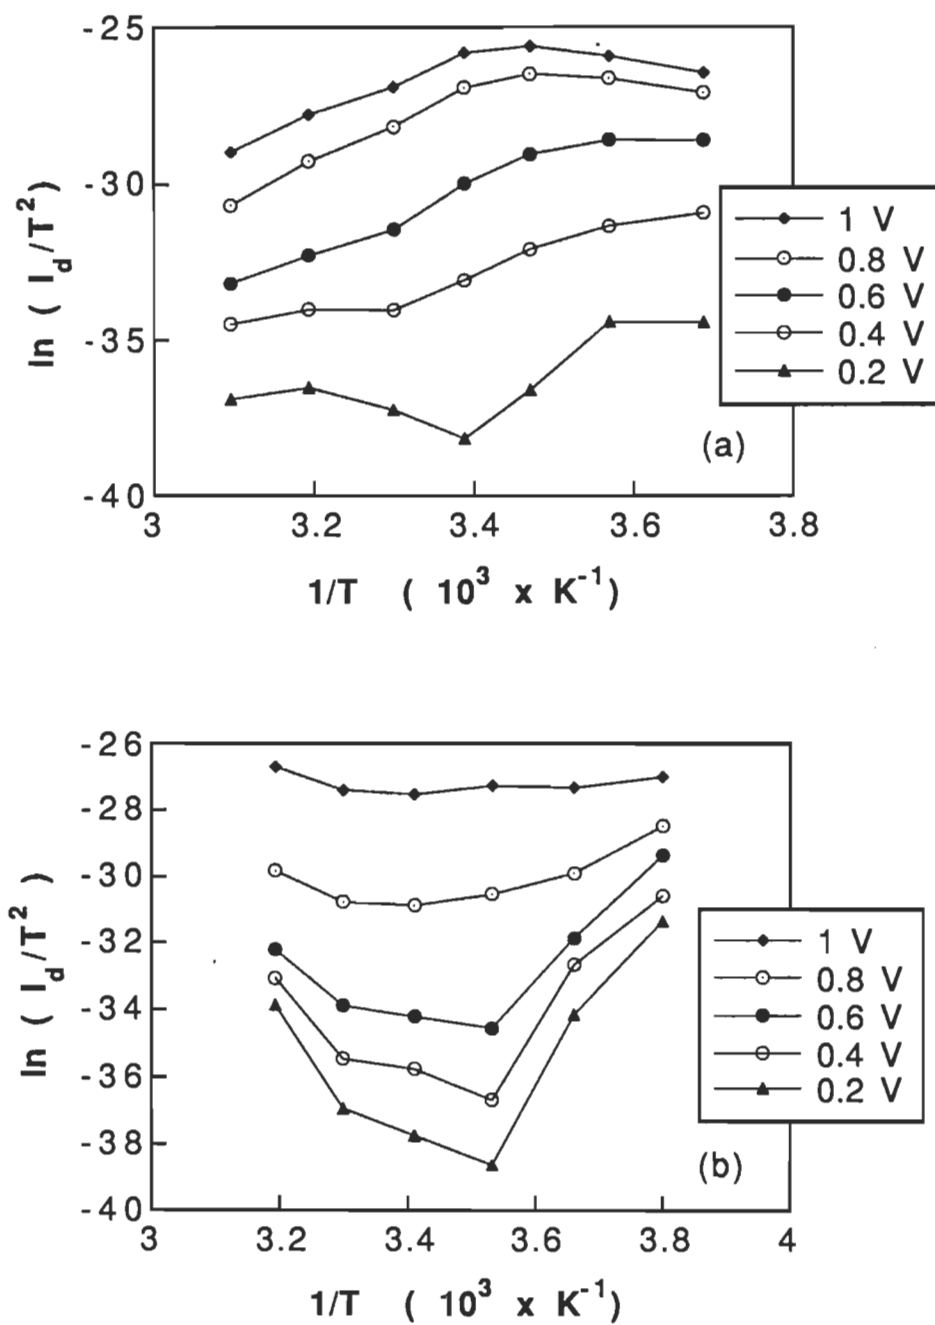 -25
-30
-35
-40
ln ( I_d/T^2)
3 3.2 3.4 3.6 3.8
1/T ( 10^3 x K^-1)
1 V
0.8 V
0.6 V
0.4 V
0.2 V
(a)
-26
-28
-30
-32
-34
-36
-38
-40
ln ( I_d/T^2 )
3 3.2 3.4 3.6 3.8 4
1/T ( 10^3 x K^-1)
1 V
0.8 V
0.6 V
0.4 V
0.2 V
(b)